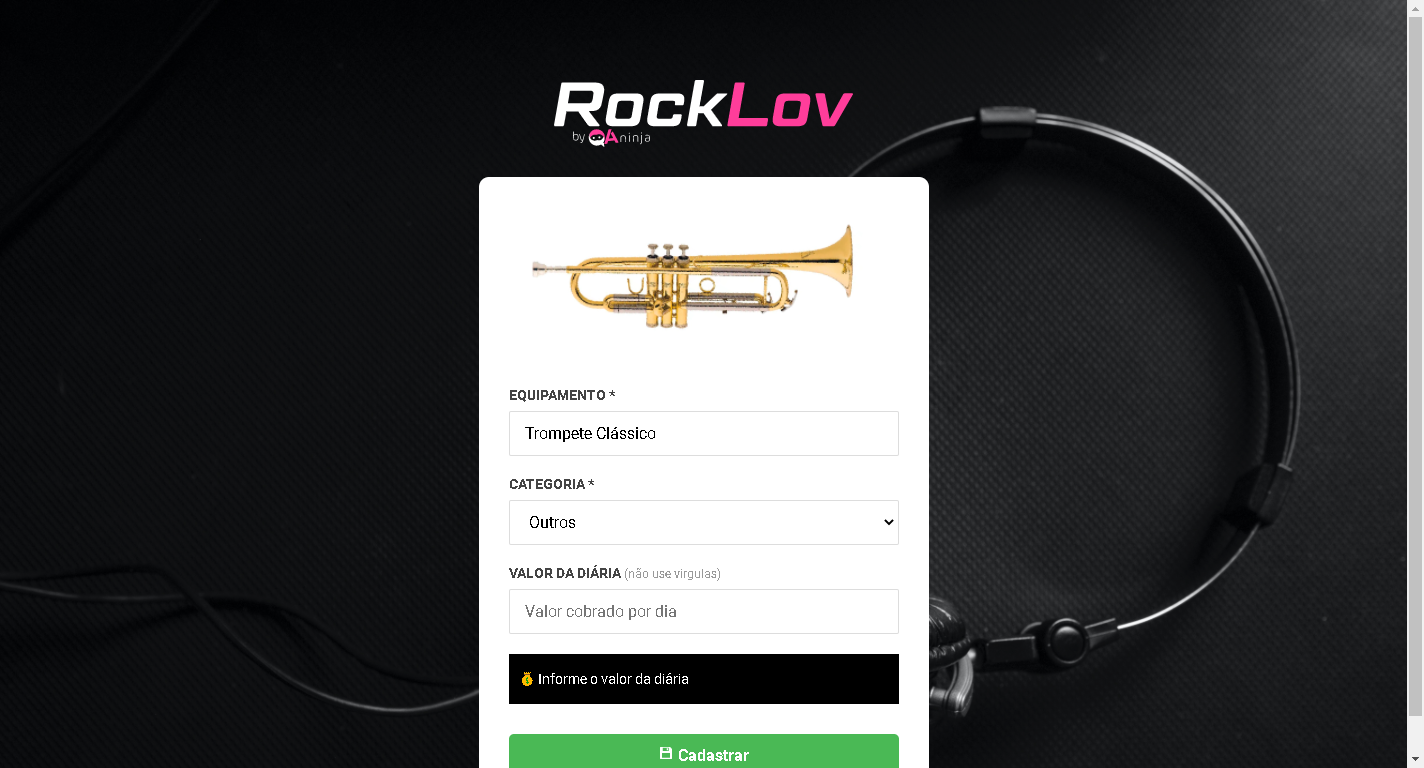 RockLov
by QAninja
EQUIPAMENTO *
Trompete Clássico
CATEGORIA *
Outros
VALOR DA DIÁRIA (não use virgulas)
Valor cobrado por dia
Informe o valor da diária
Cadastrar